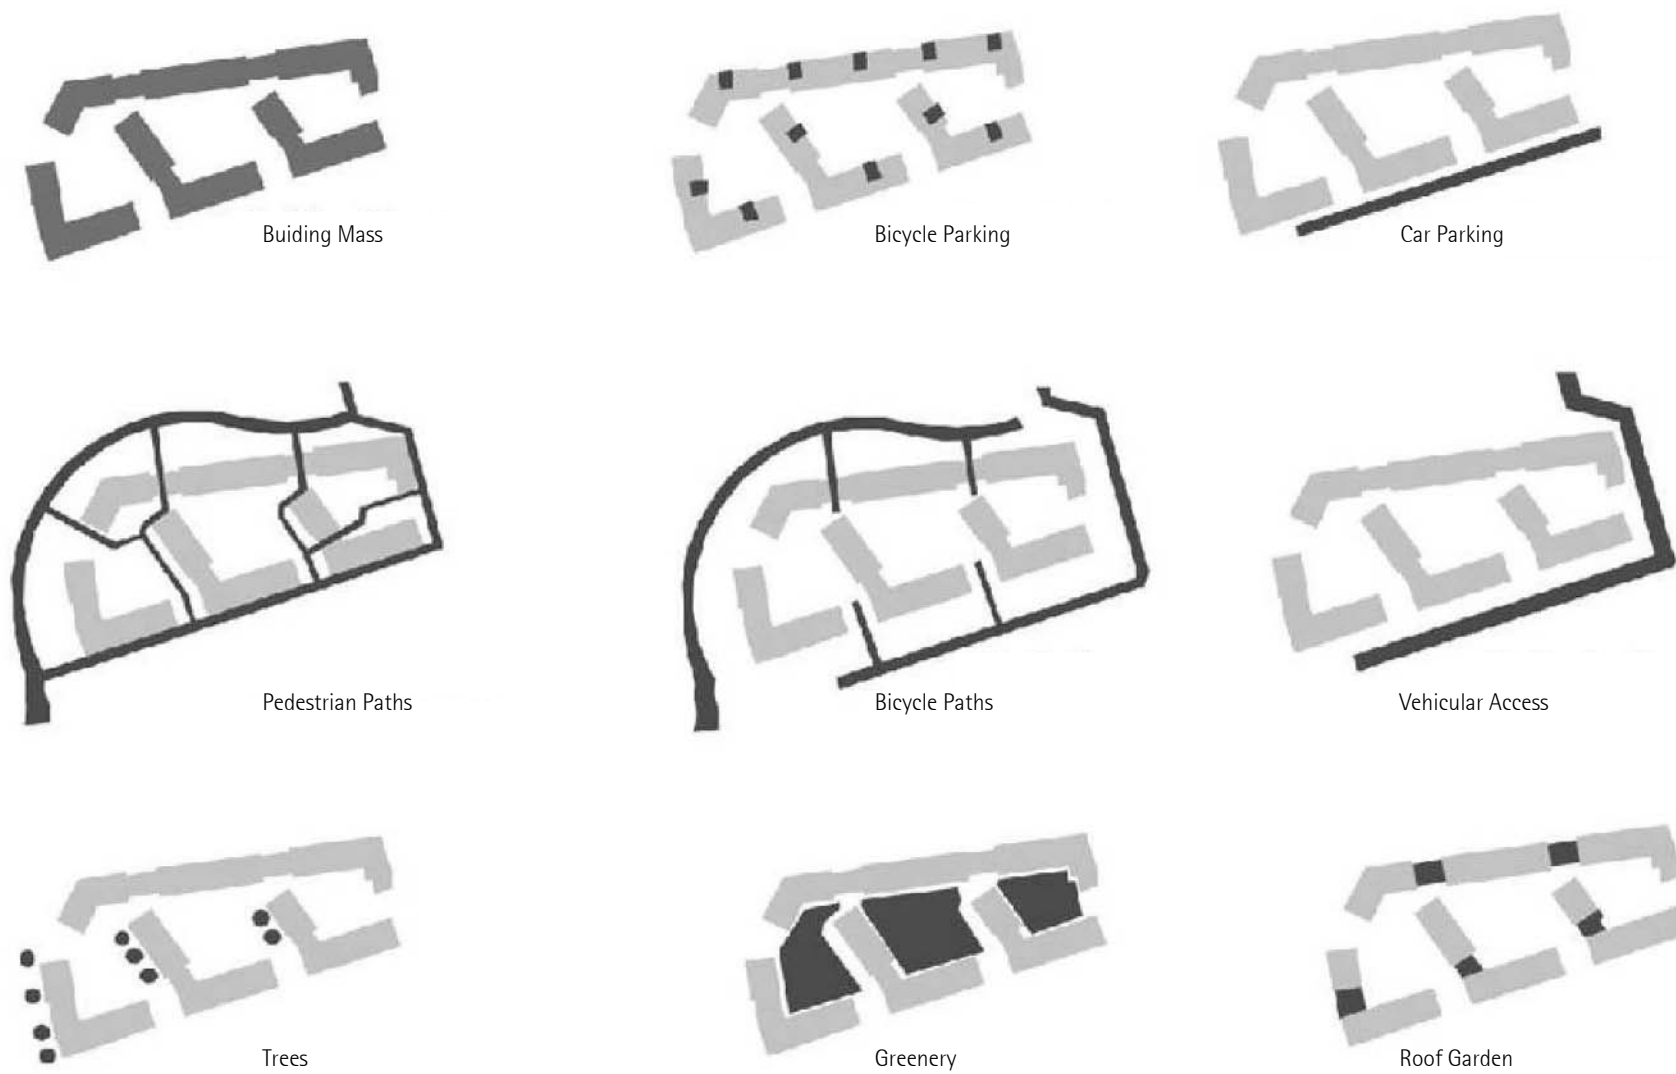 Buiding Mass
Bicycle Parking
Car Parking
Pedestrian Paths
Bicycle Paths
Vehicular Access
Trees
Greenery
Roof Garden